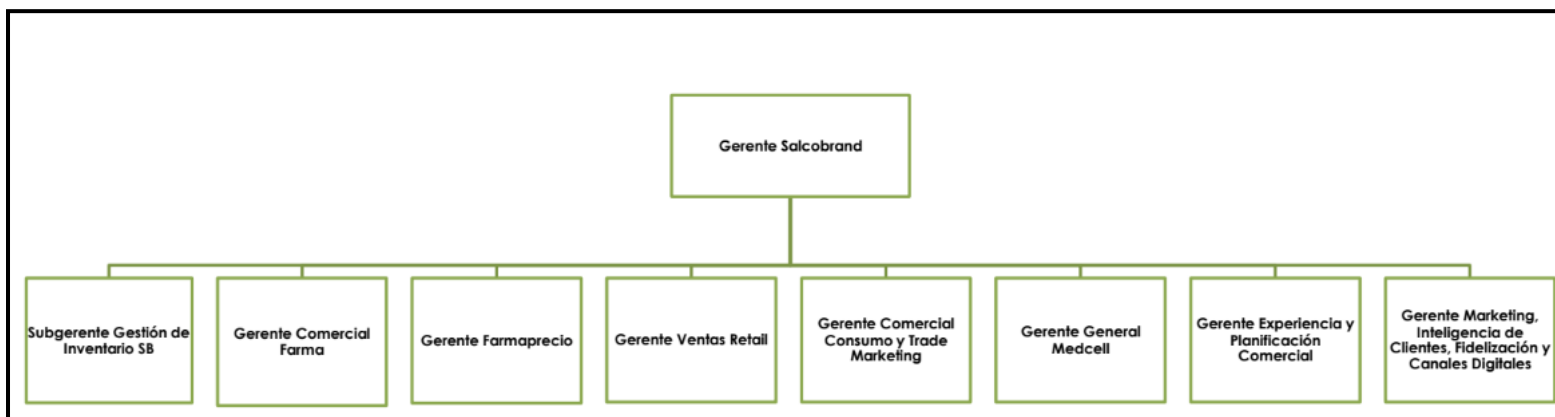 Gerente Salcobrand
Subgerente Gestión de
Inventario SB
Gerente Comercial
Farma
Gerente Farmaprecio
Gerente Ventas Retail
Gerente Comercial
Consumo y Trade
Marketing
Gerente General
Medcell
Gerente Experiencia y
Planificación
Comercial
Gerente Marketing,
Inteligencia de
Clientes, Fidelización y
Canales Digitales